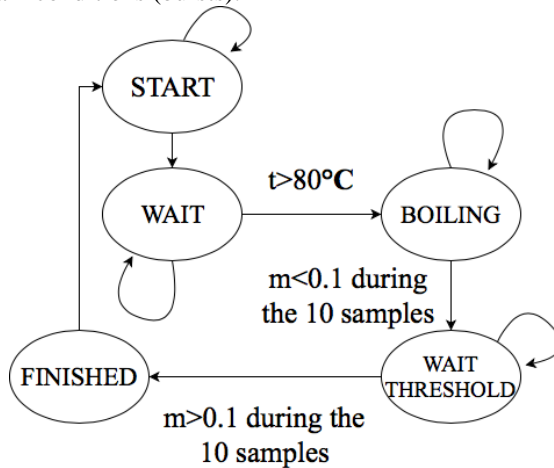 START
WAIT
t>80°C
BOILING
m<0.1 during
the 10 samples
WAIT
THRESHOLD
FINISHED
m>0.1 during the
10 samples